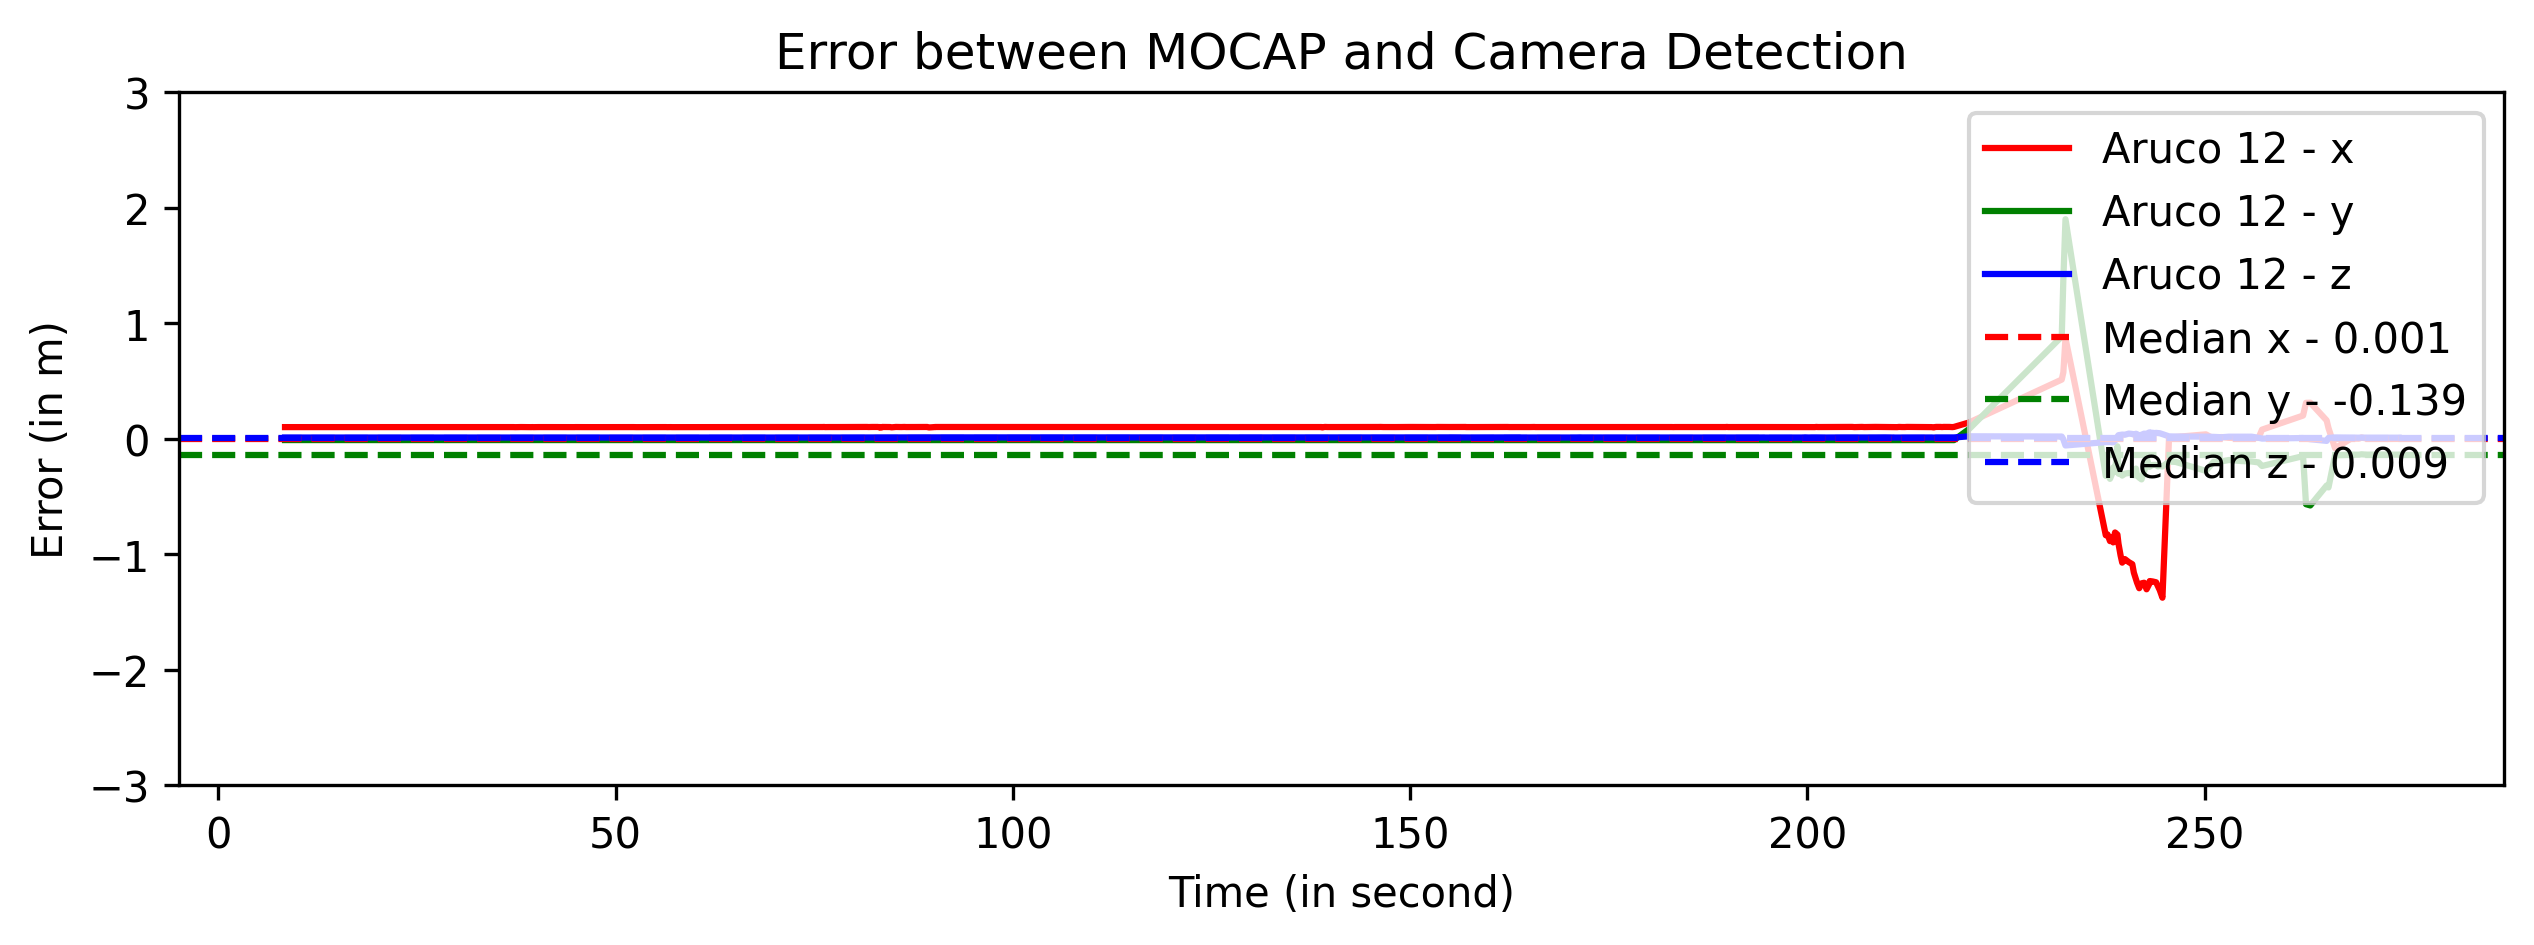 Error between MOCAP and Camera Detection
3
2
1
0
−1
−2
−3
Error (in m)
Aruco 12 - x
Aruco 12 - y
Aruco 12 - z
Median x - 0.001
Median y - -0.139
Median z - 0.009
0 50 100 150 200 250
Time (in second)